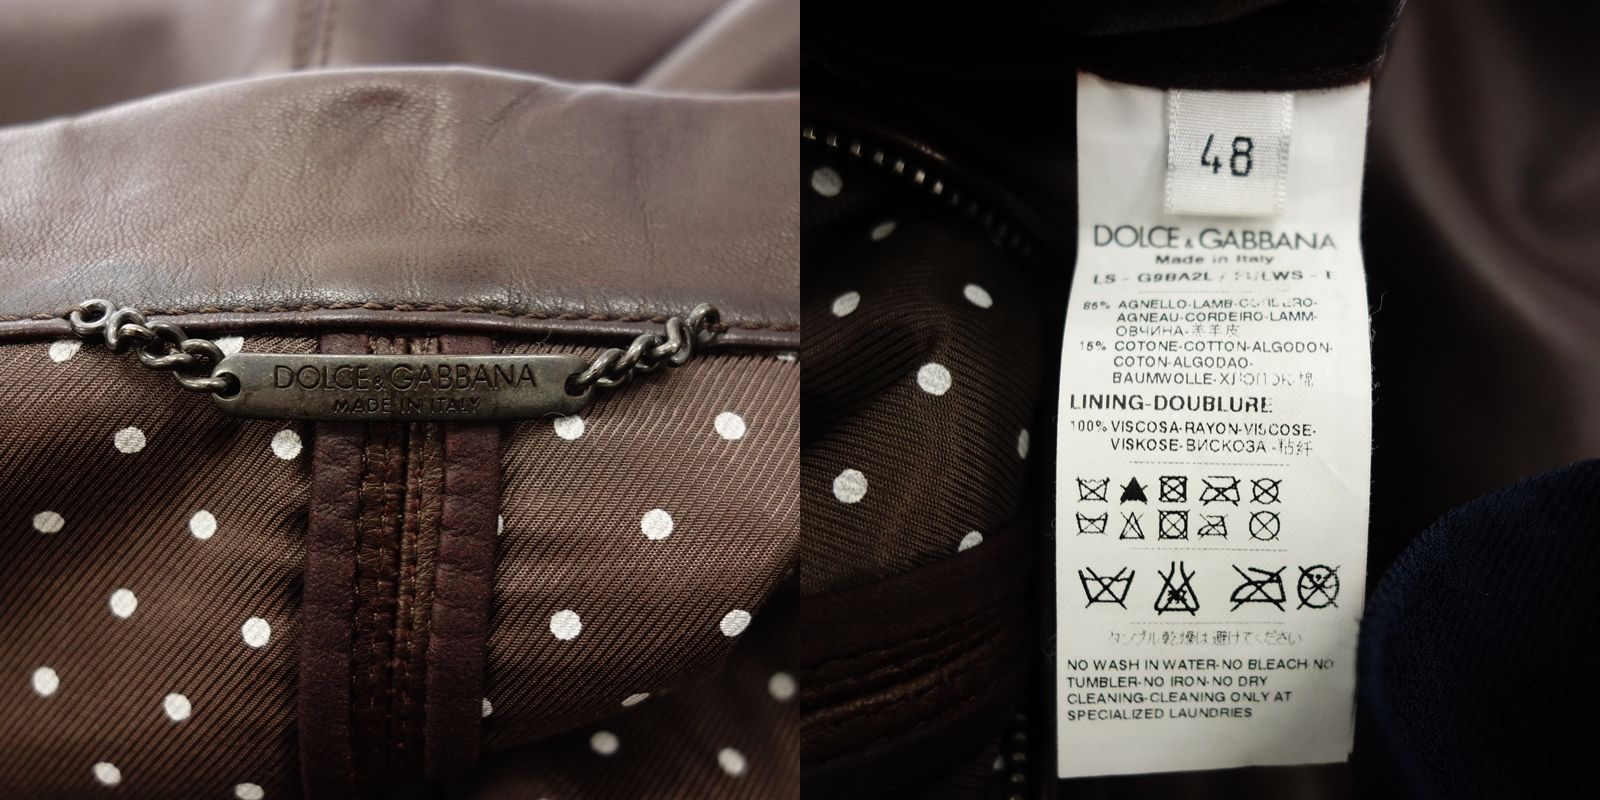 DOLCE & GABBANA
MADE IN ITALY
48
DOLCE & GABBANA
Made in Italy
LS - G9BA2L /
85% AGNELLO-LAMB-CORDERO-
AGNEAU-CORDEIRO-LAMM-
ОВЧИНА-羔羊皮
15% COTONE-COTTON-ALGODON-
COTON-ALGODAO-
BAUMWOLLE-ХЛОПОК-棉
LINING-DOUBLURE
100% VISCOSA-RAYON-VISCOSE-
VISKOSE-ВИСКОЗА-粘纤
タンブル乾燥は避けてください
NO WASH IN WATER-NO BLEACH-NO
TUMBLER-NO IRON-NO DRY
CLEANING-CLEANING ONLY AT
SPECIALIZED LAUNDRIES